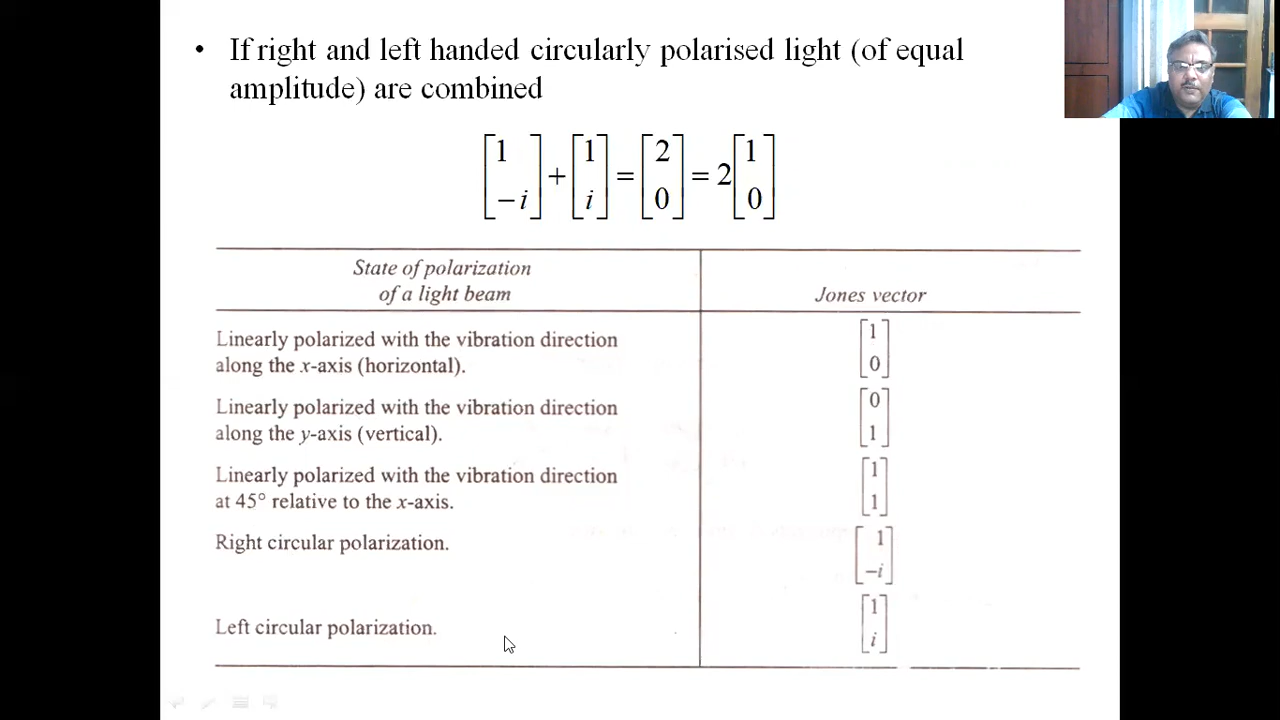 • If right and left handed circularly polarised light (of equal
amplitude) are combined
[1 −i] + [1 i] = [2 0] = 2 [1 0]
State of polarization
of a light beam
Jones vector
Linearly polarized with the vibration direction
along the x-axis (horizontal).
[1 0]
Linearly polarized with the vibration direction
along the y-axis (vertical).
[0 1]
Linearly polarized with the vibration direction
at 45° relative to the x-axis.
[1 1]
Right circular polarization.
[1 −i]
Left circular polarization.
[1 i]